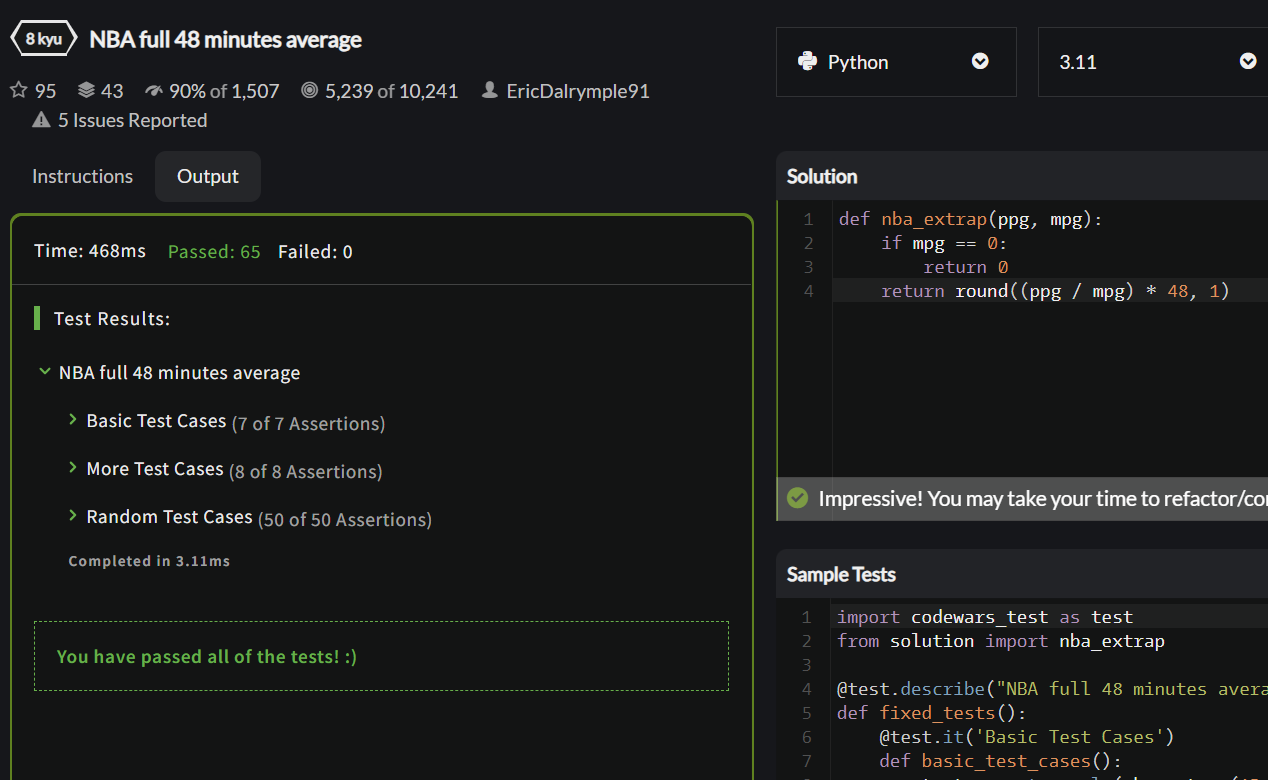 8 kyu NBA full 48 minutes average
95 43 90% of 1,507 5,239 of 10,241 EricDalrymple91
5 Issues Reported
Instructions Output
Time: 468ms Passed: 65 Failed: 0
Test Results:
NBA full 48 minutes average
Basic Test Cases (7 of 7 Assertions)
More Test Cases (8 of 8 Assertions)
Random Test Cases (50 of 50 Assertions)
Completed in 3.11ms
You have passed all of the tests! :)
Python 3.11
Solution
1 def nba_extrap(ppg, mpg):
2     if mpg == 0:
3         return 0
4     return round((ppg / mpg) * 48, 1)
Impressive! You may take your time to refactor/co
Sample Tests
1 import codewars_test as test
2 from solution import nba_extrap
3
4 @test.describe("NBA full 48 minutes avera
5 def fixed_tests():
6     @test.it('Basic Test Cases')
7     def basic_test_cases():